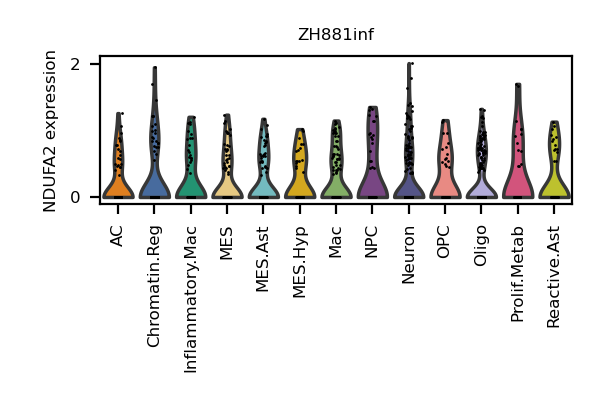 ZH881inf
NDUFA2 expression
2
0
AC
Chromatin.Reg
Inflammatory.Mac
MES
MES.Ast
MES.Hyp
Mac
NPC
Neuron
OPC
Oligo
Prolif.Metab
Reactive.Ast